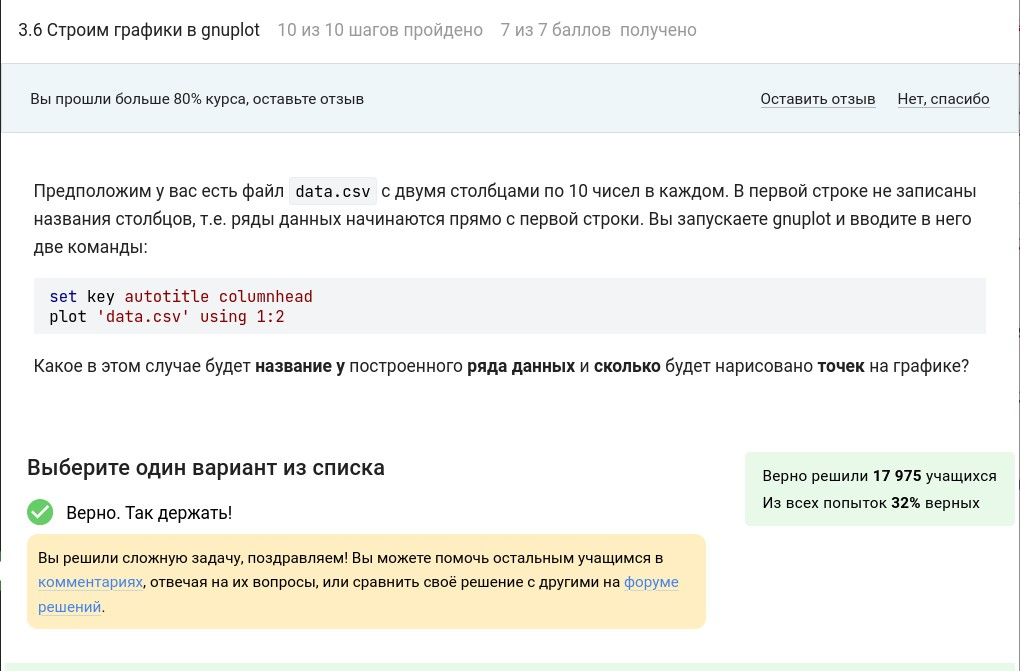 3.6 Строим графики в gnuplot 10 из 10 шагов пройдено 7 из 7 баллов получено
Вы прошли больше 80% курса, оставьте отзыв Оставить отзыв Нет, спасибо
Предположим у вас есть файл data.csv с двумя столбцами по 10 чисел в каждом. В первой строке не записаны
названия столбцов, т.е. ряды данных начинаются прямо с первой строки. Вы запускаете gnuplot и вводите в него
две команды:
set key autotitle columnhead
plot 'data.csv' using 1:2
Какое в этом случае будет название у построенного ряда данных и сколько будет нарисовано точек на графике?
Выберите один вариант из списка
Верно решили 17 975 учащихся
Из всех попыток 32% верных
Верно. Так держать!
Вы решили сложную задачу, поздравляем! Вы можете помочь остальным учащимся в
комментариях, отвечая на их вопросы, или сравнить своё решение с другими на форуме
решений.